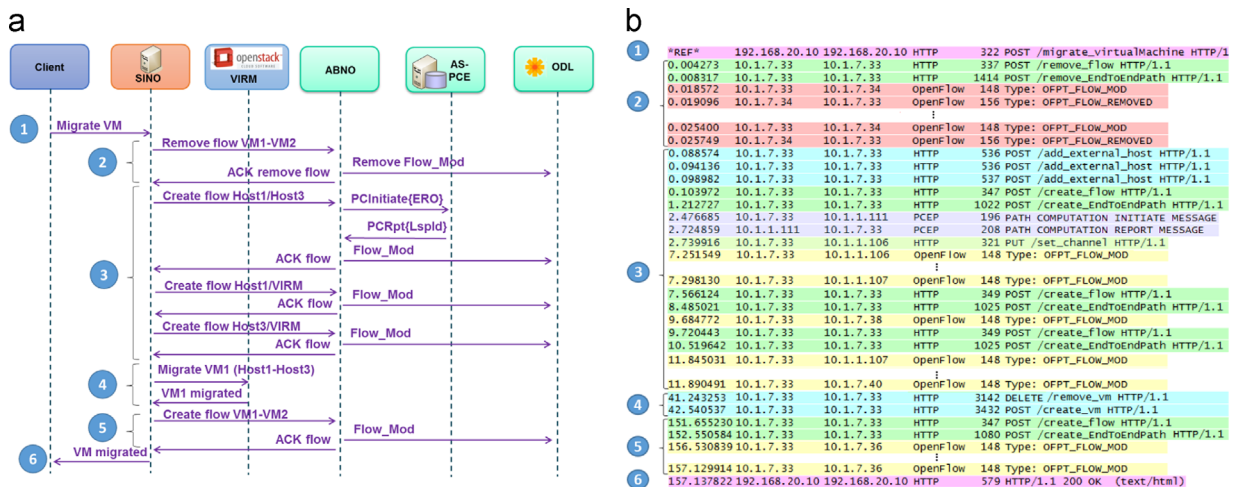 a
Client
SINO
openstack
CLOUD SOFTWARE
VIRM
ABNO
AS-
PCE
ODL
1
Migrate VM
2
Remove flow VM1-VM2
Remove Flow_Mod
ACK remove flow
3
Create flow Host1/Host3
PCInitiate{ERO}
PCRpt{LspId}
Flow_Mod
ACK flow
Create flow Host1/VIRM
Flow_Mod
ACK flow
Create flow Host3/VIRM
Flow_Mod
ACK flow
4
Migrate VM1 (Host1-Host3)
VM1 migrated
5
Create flow VM1-VM2
Flow_Mod
ACK flow
6
VM migrated
b
1
*REF* 192.168.20.10 192.168.20.10 HTTP 322 POST /migrate_virtualMachine HTTP/1
2
0.004273 10.1.7.33 10.1.7.33 HTTP 337 POST /remove_flow HTTP/1.1
0.008317 10.1.7.33 10.1.7.33 HTTP 1414 POST /remove_EndToEndPath HTTP/1.1
0.018572 10.1.7.33 10.1.7.34 OpenFlow 148 Type: OFPT_FLOW_MOD
0.019096 10.1.7.34 10.1.7.33 OpenFlow 156 Type: OFPT_FLOW_REMOVED
⋮
0.025400 10.1.7.33 10.1.7.34 OpenFlow 148 Type: OFPT_FLOW_MOD
0.025749 10.1.7.34 10.1.7.33 OpenFlow 156 Type: OFPT_FLOW_REMOVED
3
0.088574 10.1.7.33 10.1.7.33 HTTP 536 POST /add_external_host HTTP/1.1
0.094136 10.1.7.33 10.1.7.33 HTTP 536 POST /add_external_host HTTP/1.1
0.098982 10.1.7.33 10.1.7.33 HTTP 537 POST /add_external_host HTTP/1.1
0.103972 10.1.7.33 10.1.7.33 HTTP 347 POST /create_flow HTTP/1.1
1.212727 10.1.7.33 10.1.7.33 HTTP 1022 POST /create_EndToEndPath HTTP/1.1
2.476685 10.1.7.33 10.1.1.111 PCEP 196 PATH COMPUTATION INITIATE MESSAGE
2.724859 10.1.1.111 10.1.7.33 PCEP 208 PATH COMPUTATION REPORT MESSAGE
2.739916 10.1.7.33 10.1.1.106 HTTP 321 PUT /set_channel HTTP/1.1
7.251549 10.1.7.33 10.1.1.106 OpenFlow 148 Type: OFPT_FLOW_MOD
⋮
7.298130 10.1.7.33 10.1.1.107 OpenFlow 148 Type: OFPT_FLOW_MOD
7.566124 10.1.7.33 10.1.7.33 HTTP 349 POST /create_flow HTTP/1.1
8.485021 10.1.7.33 10.1.7.33 HTTP 1025 POST /create_EndToEndPath HTTP/1.1
9.684772 10.1.7.33 10.1.7.38 OpenFlow 148 Type: OFPT_FLOW_MOD
9.720443 10.1.7.33 10.1.7.33 HTTP 349 POST /create_flow HTTP/1.1
10.519642 10.1.7.33 10.1.7.33 HTTP 1025 POST /create_EndToEndPath HTTP/1.1
11.845031 10.1.7.33 10.1.1.107 OpenFlow 148 Type: OFPT_FLOW_MOD
⋮
11.890491 10.1.7.33 10.1.7.40 OpenFlow 148 Type: OFPT_FLOW_MOD
4
41.243253 10.1.7.33 10.1.7.33 HTTP 3142 DELETE /remove_vm HTTP/1.1
42.540537 10.1.7.33 10.1.7.33 HTTP 3432 POST /create_vm HTTP/1.1
5
151.655230 10.1.7.33 10.1.7.33 HTTP 347 POST /create_flow HTTP/1.1
152.550584 10.1.7.33 10.1.7.33 HTTP 1080 POST /create_EndToEndPath HTTP/1.1
156.530839 10.1.7.33 10.1.7.36 OpenFlow 148 Type: OFPT_FLOW_MOD
⋮
157.129914 10.1.7.33 10.1.7.36 OpenFlow 148 Type: OFPT_FLOW_MOD
6
157.137822 192.168.20.10 192.168.20.10 HTTP 579 HTTP/1.1 200 OK (text/html)